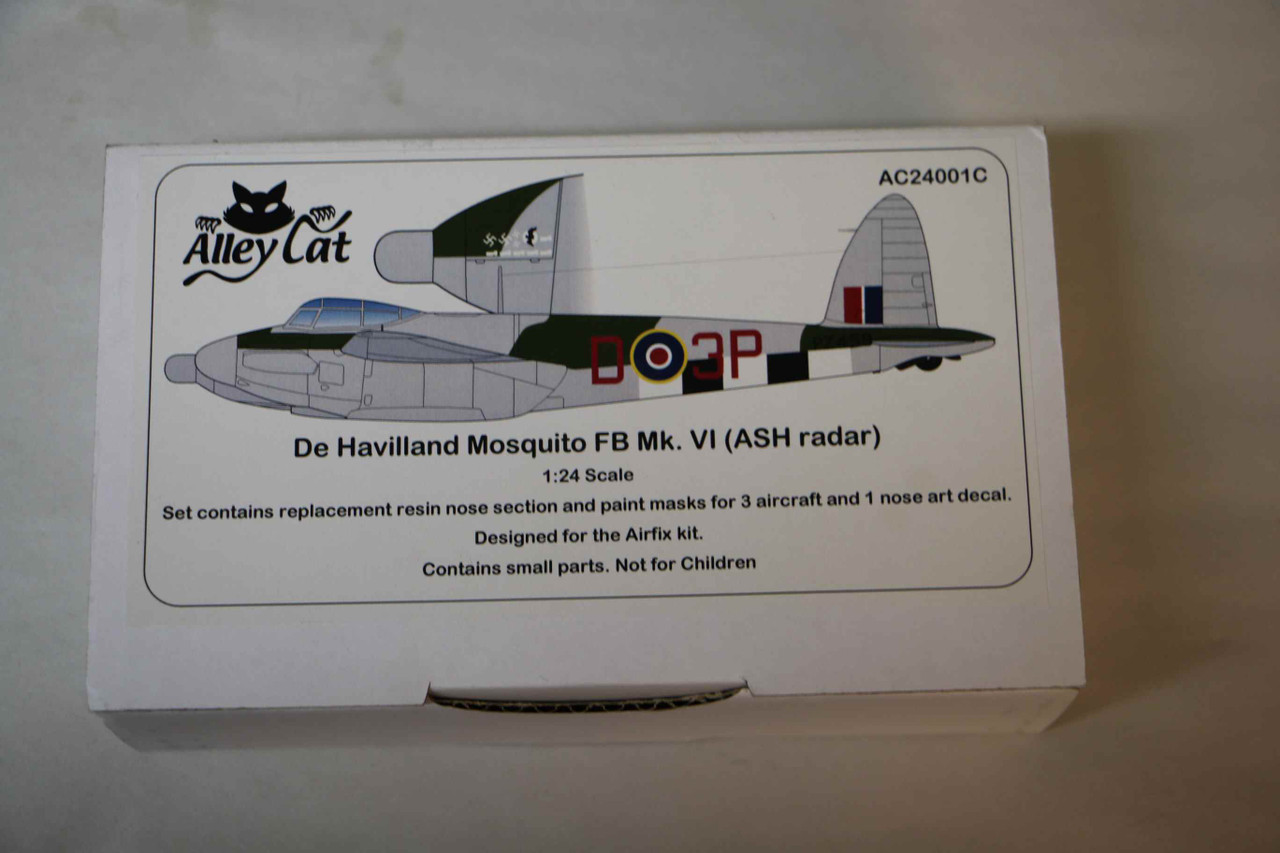 AC24001C
Alley Cat
D 3P
De Havilland Mosquito FB Mk. VI (ASH radar)
1:24 Scale
Set contains replacement resin nose section and paint masks for 3 aircraft and 1 nose art decal.
Designed for the Airfix kit.
Contains small parts. Not for Children